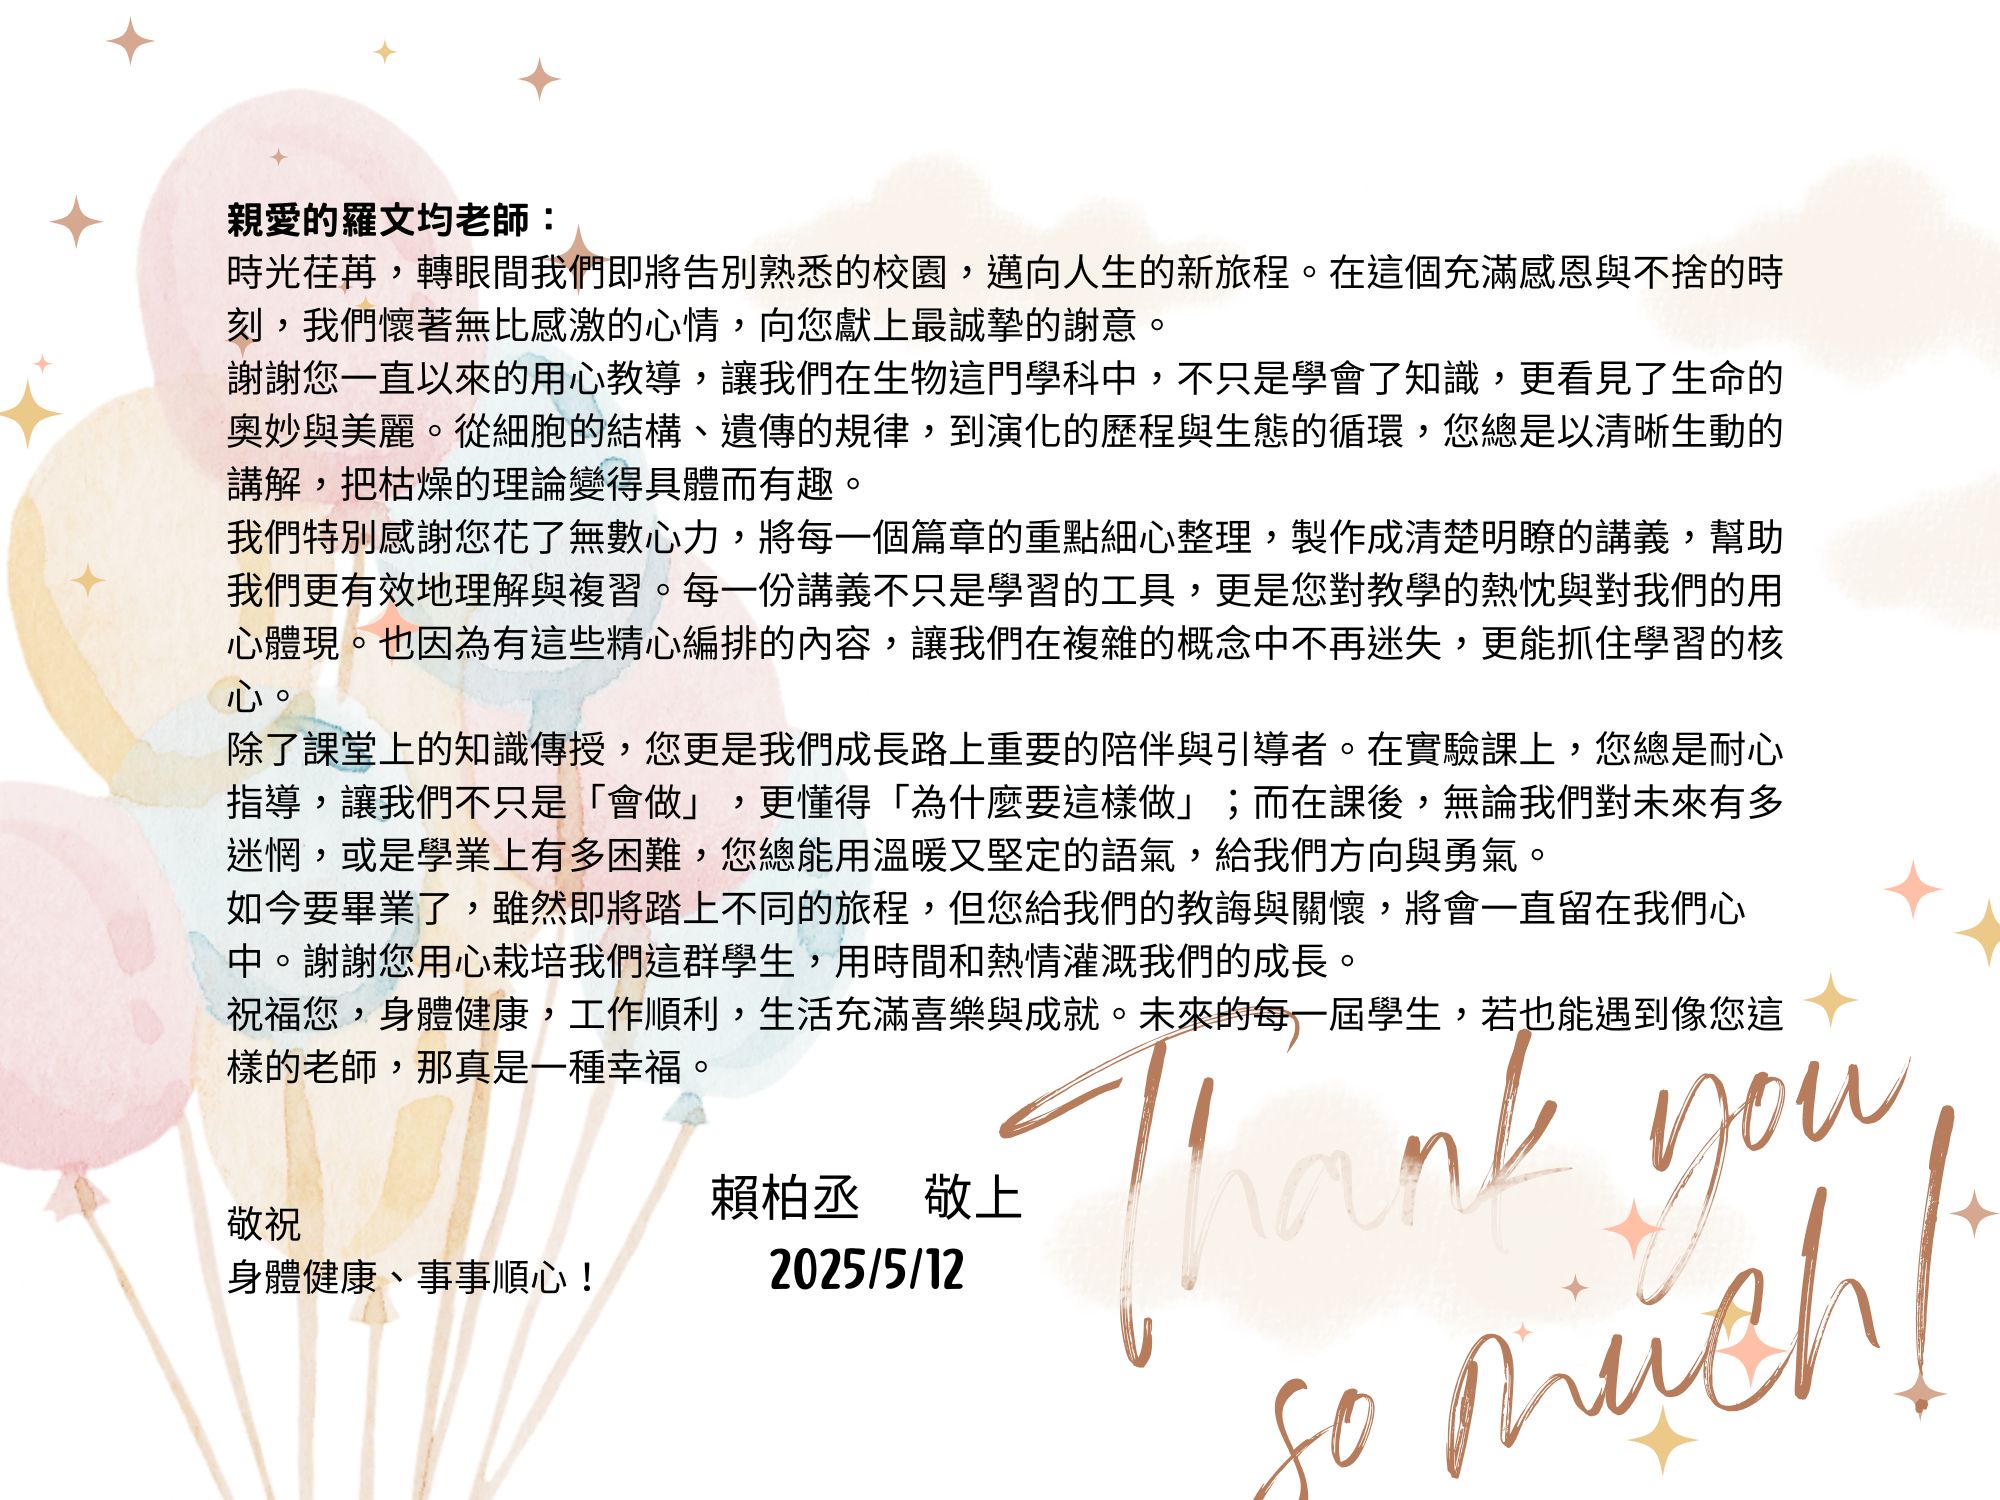 親愛的羅文均老師：
時光荏苒，轉眼間我們即將告別熟悉的校園，邁向人生的新旅程。在這個充滿感恩與不捨的時
刻，我們懷著無比感激的心情，向您獻上最誠摯的謝意。
謝謝您一直以來的用心教導，讓我們在生物這門學科中，不只是學會了知識，更看見了生命的
奧妙與美麗。從細胞的結構、遺傳的規律，到演化的歷程與生態的循環，您總是以清晰生動的
講解，把枯燥的理論變得具體而有趣。
我們特別感謝您花了無數心力，將每一個篇章的重點細心整理，製作成清楚明瞭的講義，幫助
我們更有效地理解與複習。每一份講義不只是學習的工具，更是您對教學的熱忱與對我們的用
心體現。也因為有這些精心編排的內容，讓我們在複雜的概念中不再迷失，更能抓住學習的核
心。
除了課堂上的知識傳授，您更是我們成長路上重要的陪伴與引導者。在實驗課上，您總是耐心
指導，讓我們不只是「會做」，更懂得「為什麼要這樣做」；而在課後，無論我們對未來有多
迷惘，或是學業上有多困難，您總能用溫暖又堅定的語氣，給我們方向與勇氣。
如今要畢業了，雖然即將踏上不同的旅程，但您給我們的教誨與關懷，將會一直留在我們心
中。謝謝您用心栽培我們這群學生，用時間和熱情灌溉我們的成長。
祝福您，身體健康，工作順利，生活充滿喜樂與成就。未來的每一屆學生，若也能遇到像您這
樣的老師，那真是一種幸福。
敬祝
身體健康、事事順心！
賴柏丞　敬上
2025/5/12
Thank you
so much!